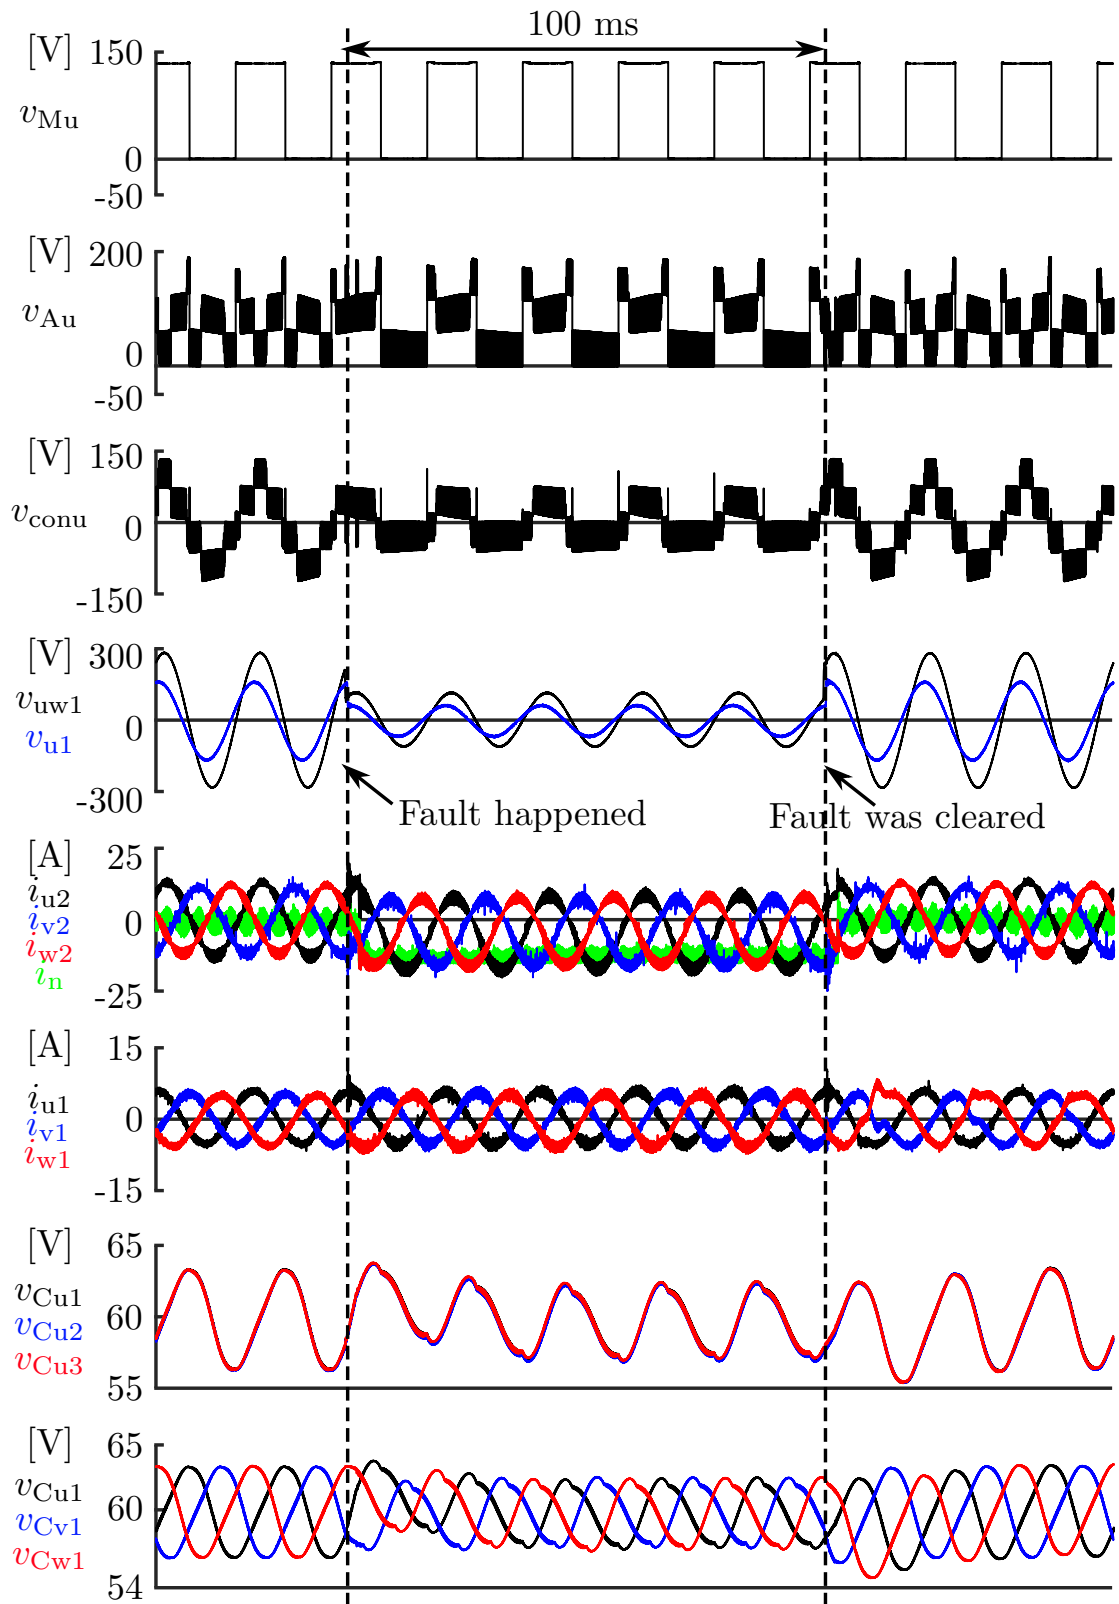 100 ms
[V]
150
vMu
0
-50
[V]
200
vAu
0
-50
[V]
150
vconu
0
-150
[V]
300
vuw1
0
vu1
-300
Fault happened
Fault was cleared
[A]
25
iu2
iv2
0
iw2
in
-25
[A]
15
iu1
iv1
0
iw1
-15
[V]
65
vCu1
60
vCu2
vCu3
55
[V]
65
vCu1
60
vCv1
vCw1
54